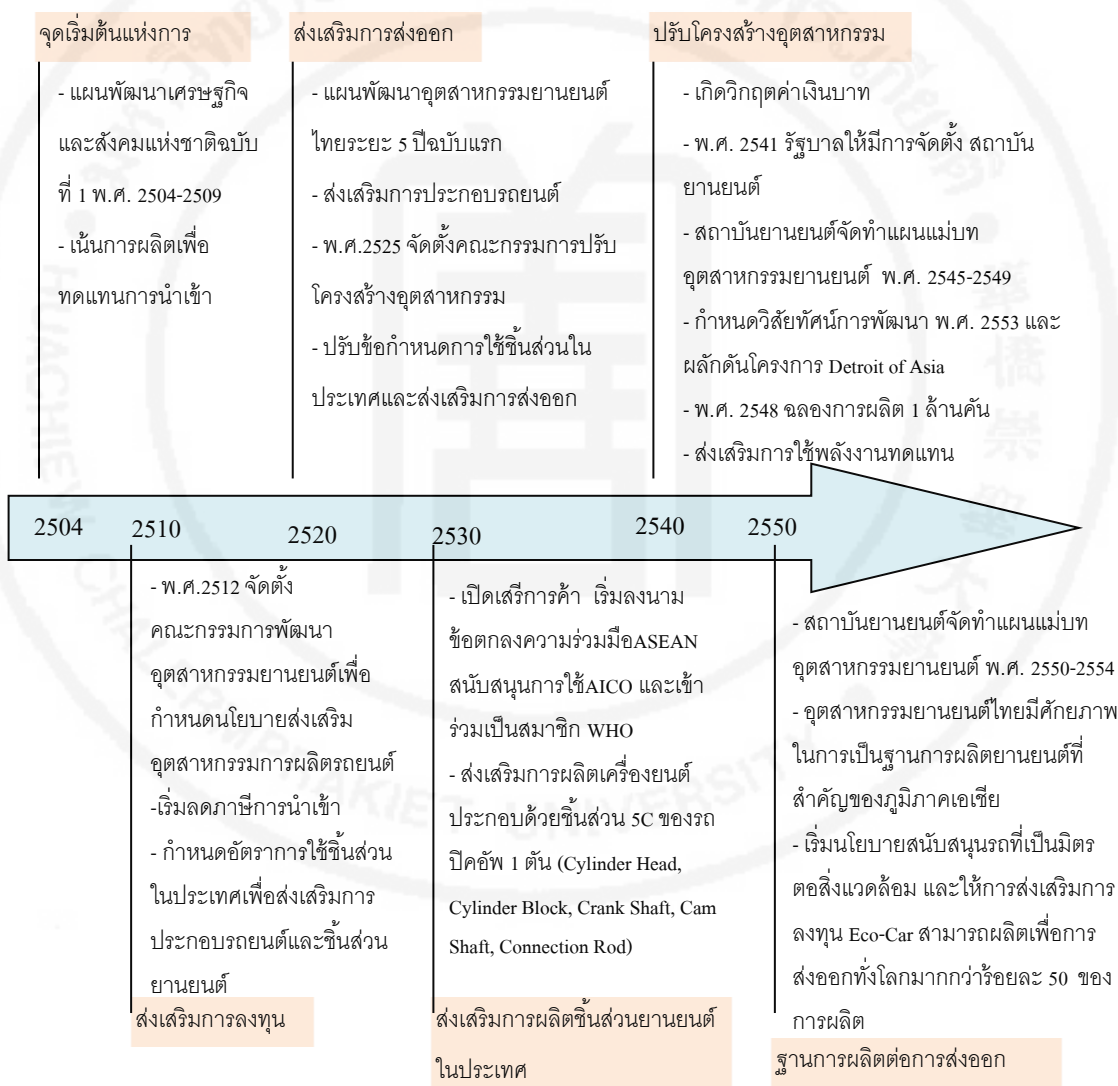 จุดเริ่มต้นแห่งการ
- แผนพัฒนาเศรษฐกิจ
และสังคมแห่งชาติฉบับ
ที่ 1 พ.ศ. 2504-2509
- เน้นการผลิตเพื่อ
ทดแทนการนำเข้า
ส่งเสริมการส่งออก
- แผนพัฒนาอุตสาหกรรมยานยนต์
ไทยระยะ 5 ปีฉบับแรก
- ส่งเสริมการประกอบรถยนต์
- พ.ศ.2525 จัดตั้งคณะกรรมการปรับ
โครงสร้างอุตสาหกรรม
- ปรับข้อกำหนดการใช้ชิ้นส่วนใน
ประเทศและส่งเสริมการส่งออก
ปรับโครงสร้างอุตสาหกรรม
- เกิดวิกฤตค่าเงินบาท
- พ.ศ. 2541 รัฐบาลให้มีการจัดตั้ง สถาบัน
ยานยนต์
- สถาบันยานยนต์จัดทำแผนแม่บท
อุตสาหกรรมยานยนต์ พ.ศ. 2545-2549
- กำหนดวิสัยทัศน์การพัฒนา พ.ศ. 2553 และ
ผลักดันโครงการ Detroit of Asia
- พ.ศ. 2548 ฉลองการผลิต 1 ล้านคัน
- ส่งเสริมการใช้พลังงานทดแทน
2504 2510 2520 2530 2540 2550
- พ.ศ.2512 จัดตั้ง
คณะกรรมการพัฒนา
อุตสาหกรรมยานยนต์เพื่อ
กำหนดนโยบายส่งเสริม
อุตสาหกรรมการผลิตรถยนต์
-เริ่มลดภาษีการนำเข้า
- กำหนดอัตราการใช้ชิ้นส่วน
ในประเทศเพื่อส่งเสริมการ
ประกอบรถยนต์และชิ้นส่วน
ยานยนต์
ส่งเสริมการลงทุน
- เปิดเสรีการค้า เริ่มลงนาม
ข้อตกลงความร่วมมือASEAN
สนับสนุนการใช้AICO และเข้า
ร่วมเป็นสมาชิก WHO
- ส่งเสริมการผลิตเครื่องยนต์
ประกอบด้วยชิ้นส่วน 5C ของรถ
ปิคอัพ 1 ตัน (Cylinder Head,
Cylinder Block, Crank Shaft, Cam
Shaft, Connection Rod)
ส่งเสริมการผลิตชิ้นส่วนยานยนต์
ในประเทศ
- สถาบันยานยนต์จัดทำแผนแม่บท
อุตสาหกรรมยานยนต์ พ.ศ. 2550-2554
- อุตสาหกรรมยานยนต์ไทยมีศักยภาพ
ในการเป็นฐานการผลิตยานยนต์ที่
สำคัญของภูมิภาคเอเชีย
- เริ่มนโยบายสนับสนุนรถที่เป็นมิตร
ตอสิ่งแวดล้อม และให้การส่งเสริมการ
ลงทุน Eco-Car สามารถผลิตเพื่อการ
ส่งออกทั่งโลกมากกว่าร้อยละ 50 ของ
การผลิต
ฐานการผลิตต่อการส่งออก
HUACHIEW CHALERMPRAKIET UNIVERSITY